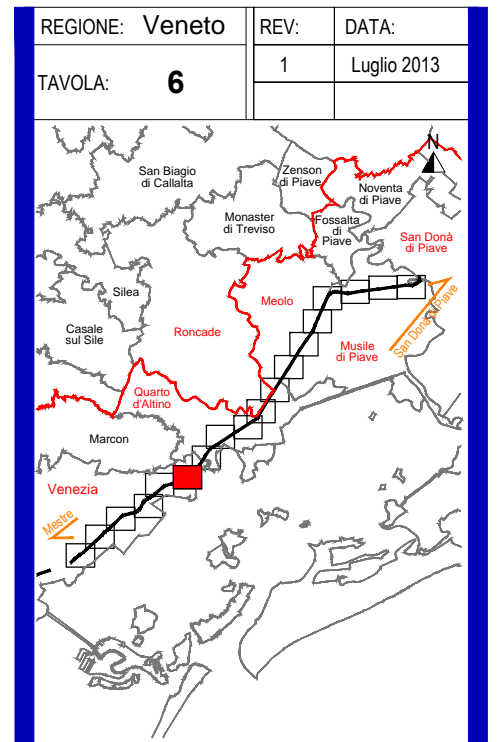 REGIONE: Veneto
REV:
DATA:
1
Luglio 2013
TAVOLA: 6
N
San Biagio
di Callalta
Zenson
di Piave
Noventa
di Piave
Monaster
di Treviso
Fossalta
di
Piave
San Donà
di Piave
Silea
Meolo
San Donà di Piave
Casale
sul Sile
Roncade
Musile
di Piave
Quarto
d'Altino
Marcon
Venezia
Mestre